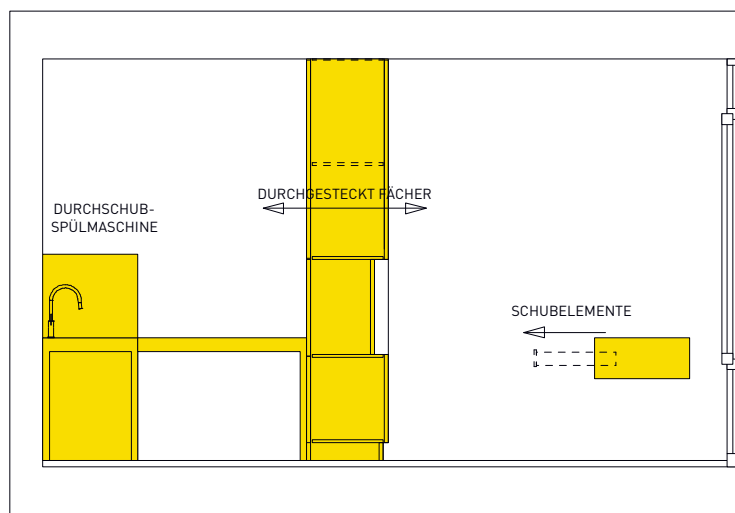 DURCHSCHUB-
SPÜLMASCHINE
DURCHGESTECKT FÄCHER
SCHUBELEMENTE